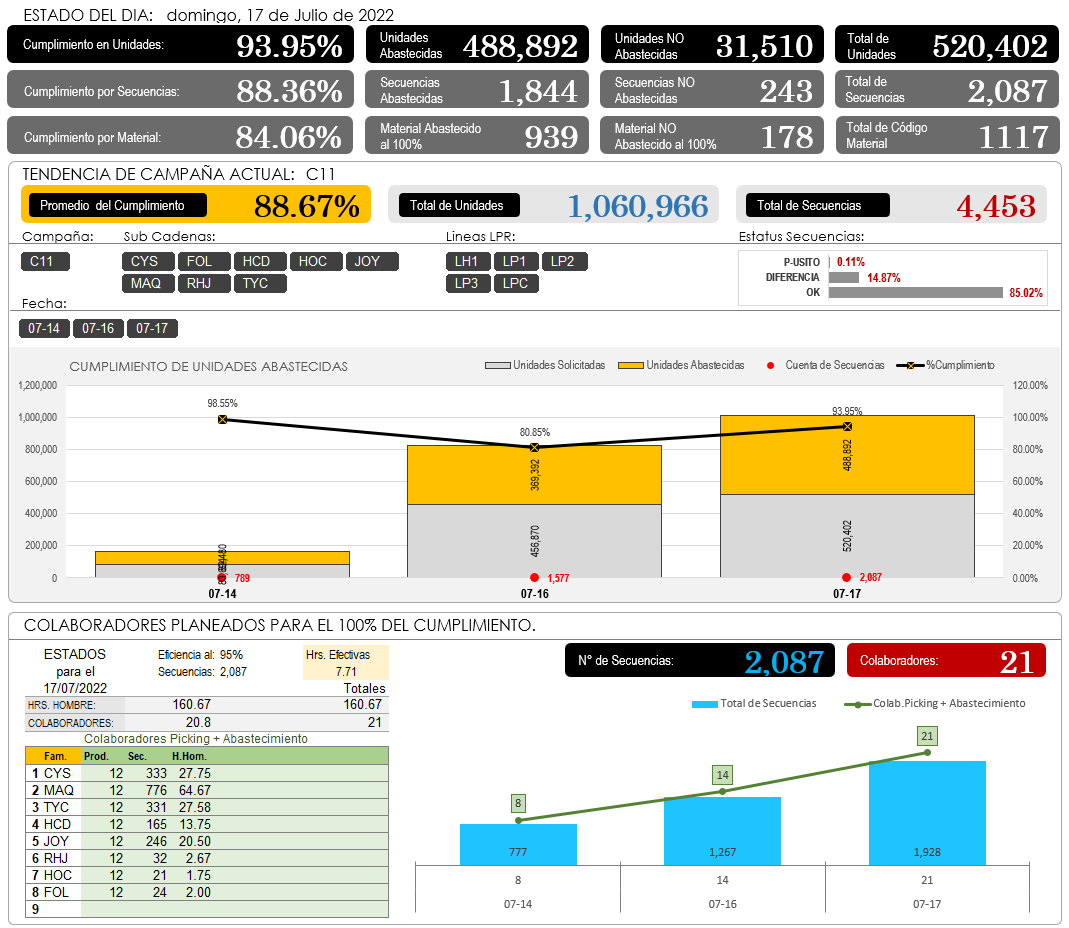 ESTADO DEL DIA: domingo, 17 de Julio de 2022
Cumplimiento en Unidades: 93.95%
Unidades Abastecidas 488,892
Unidades NO Abastecidas 31,510
Total de Unidades 520,402
Cumplimiento por Secuencias: 88.36%
Secuencias Abastecidas 1,844
Secuencias NO Abastecidas 243
Total de Secuencias 2,087
Cumplimiento por Material: 84.06%
Material Abastecido al 100% 939
Material NO Abastecido al 100% 178
Total de Código Material 1117
TENDENCIA DE CAMPAÑA ACTUAL: C11
Promedio del Cumplimiento 88.67%
Total de Unidades 1,060,966
Total de Secuencias 4,453
Campaña: Sub Cadenas: Lineas LPR: Estatus Secuencias:
C11 CYS FOL HCD HOC JOY LH1 LP1 LP2
MAQ RHJ TYC LP3 LPC
P-USITO 0.11%
DIFERENCIA 14.87%
OK 85.02%
Fecha:
07-14 07-16 07-17
CUMPLIMIENTO DE UNIDADES ABASTECIDAS
Unidades Solicitadas Unidades Abastecidas Cuenta de Secuencias %Cumplimiento
1,200,000 120.00%
1,000,000 100.00%
800,000 80.00%
600,000 60.00%
400,000 40.00%
200,000 20.00%
0 0.00%
98.55% 80.85% 93.95%
369,392 488,892
456,870 520,402
789 1,577 2,087
07-14 07-16 07-17
COLABORADORES PLANEADOS PARA EL 100% DEL CUMPLIMIENTO.
ESTADOS para el 17/07/2022
Eficiencia al: 95%
Secuencias: 2,087
Hrs. Efectivas
7.71
Totales
HRS. HOMBRE: 160.67 160.67
COLABORADORES: 20.8 21
Colaboradores Picking + Abastecimiento
Fam. Prod. Sec. H.Hom.
1 CYS 12 333 27.75
2 MAQ 12 776 64.67
3 TYC 12 331 27.58
4 HCD 12 165 13.75
5 JOY 12 246 20.50
6 RHJ 12 32 2.67
7 HOC 12 21 1.75
8 FOL 12 24 2.00
9
N° de Secuencias: 2,087
Colaboradores: 21
Total de Secuencias Colab.Picking + Abastecimiento
8 14 21
777 1,267 1,928
8 14 21
07-14 07-16 07-17